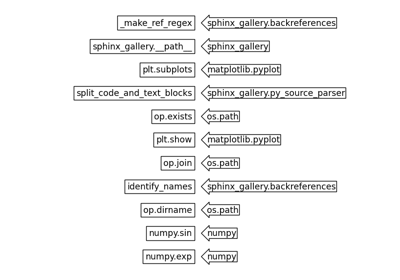 _make_ref_regex sphinx_gallery.backreferences
sphinx_gallery.__path__ sphinx_gallery
plt.subplots matplotlib.pyplot
split_code_and_text_blocks sphinx_gallery.py_source_parser
op.exists os.path
plt.show matplotlib.pyplot
op.join os.path
identify_names sphinx_gallery.backreferences
op.dirname os.path
numpy.sin numpy
numpy.exp numpy